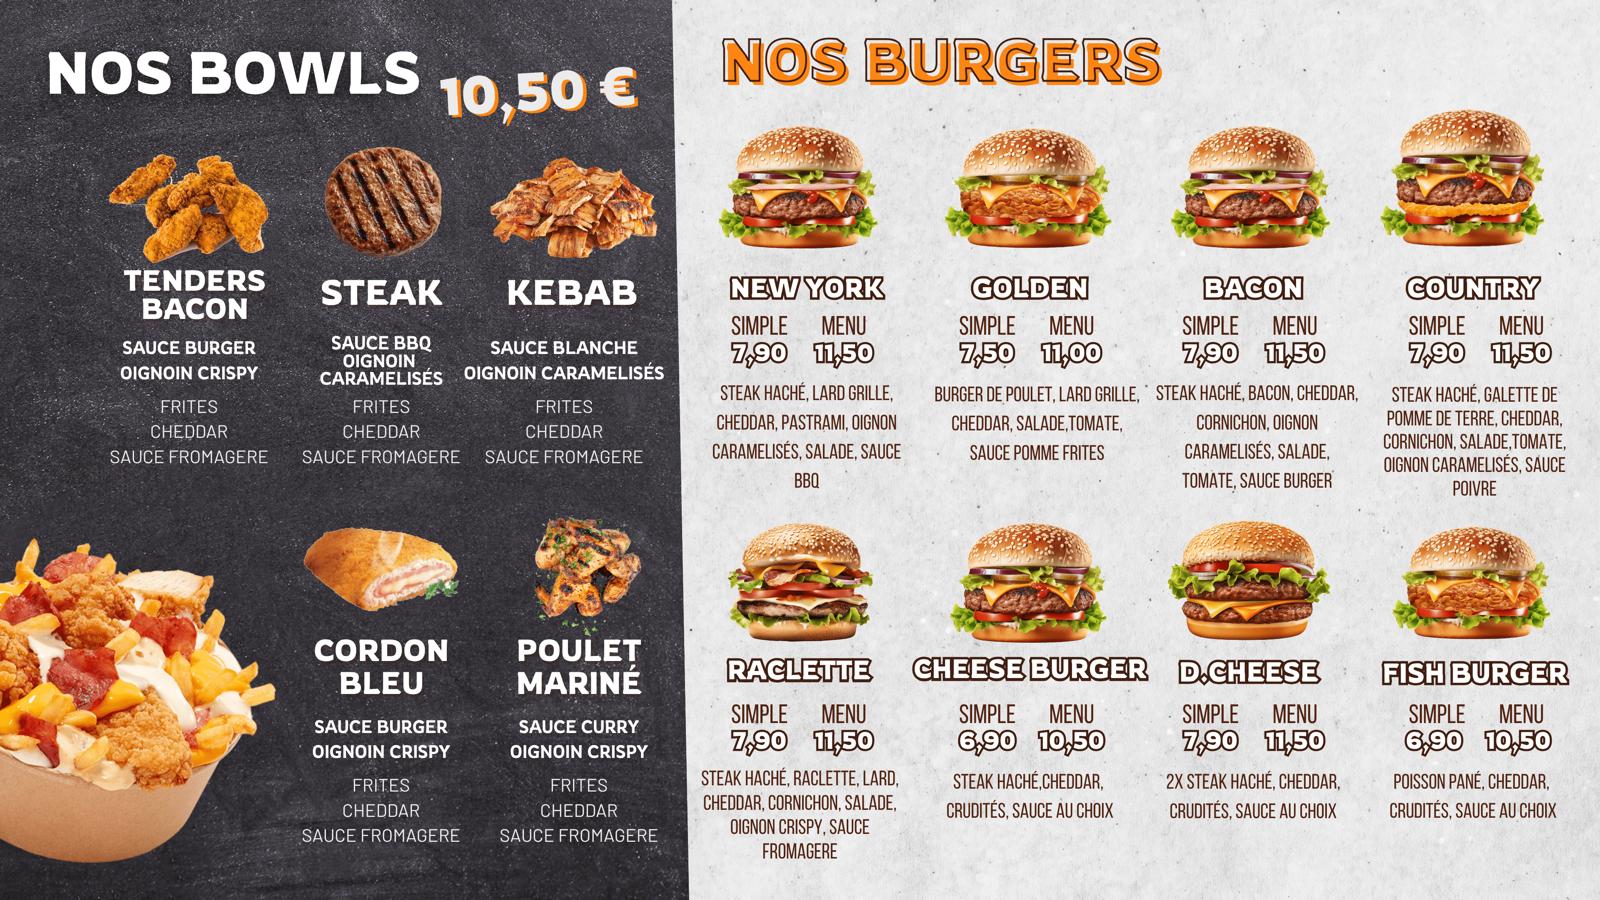 NOS BOWLS
10,50 €
TENDERS
BACON
SAUCE BURGER
OIGNOIN CRISPY
FRITES
CHEDDAR
SAUCE FROMAGERE
STEAK
SAUCE BBQ
OIGNOIN
CARAMELISÉS
FRITES
CHEDDAR
SAUCE FROMAGERE
KEBAB
SAUCE BLANCHE
OIGNOIN CARAMELISÉS
FRITES
CHEDDAR
SAUCE FROMAGERE
CORDON
BLEU
SAUCE BURGER
OIGNOIN CRISPY
FRITES
CHEDDAR
SAUCE FROMAGERE
POULET
MARINÉ
SAUCE CURRY
OIGNOIN CRISPY
FRITES
CHEDDAR
SAUCE FROMAGERE
NOS BURGERS
NEW YORK
SIMPLE MENU
7,90 11,50
STEAK HACHÉ, LARD GRILLE,
CHEDDAR, PASTRAMI, OIGNON
CARAMELISÉS, SALADE, SAUCE
BBQ
GOLDEN
SIMPLE MENU
7,50 11,00
BURGER DE POULET, LARD GRILLE,
CHEDDAR, SALADE,TOMATE,
SAUCE POMME FRITES
BACON
SIMPLE MENU
7,90 11,50
STEAK HACHÉ, BACON, CHEDDAR,
CORNICHON, OIGNON
CARAMELISÉS, SALADE,
TOMATE, SAUCE BURGER
COUNTRY
SIMPLE MENU
7,90 11,50
STEAK HACHÉ, GALETTE DE
POMME DE TERRE, CHEDDAR,
CORNICHON, SALADE,TOMATE,
OIGNON CARAMELISÉS, SAUCE
POIVRE
RACLETTE
SIMPLE MENU
7,90 11,50
STEAK HACHÉ, RACLETTE, LARD,
CHEDDAR, CORNICHON, SALADE,
OIGNON CRISPY, SAUCE
FROMAGERE
CHEESE BURGER
SIMPLE MENU
6,90 10,50
STEAK HACHÉ,CHEDDAR,
CRUDITÉS, SAUCE AU CHOIX
D.CHEESE
SIMPLE MENU
7,90 11,50
2X STEAK HACHÉ, CHEDDAR,
CRUDITÉS, SAUCE AU CHOIX
FISH BURGER
SIMPLE MENU
6,90 10,50
POISSON PANÉ, CHEDDAR,
CRUDITÉS, SAUCE AU CHOIX